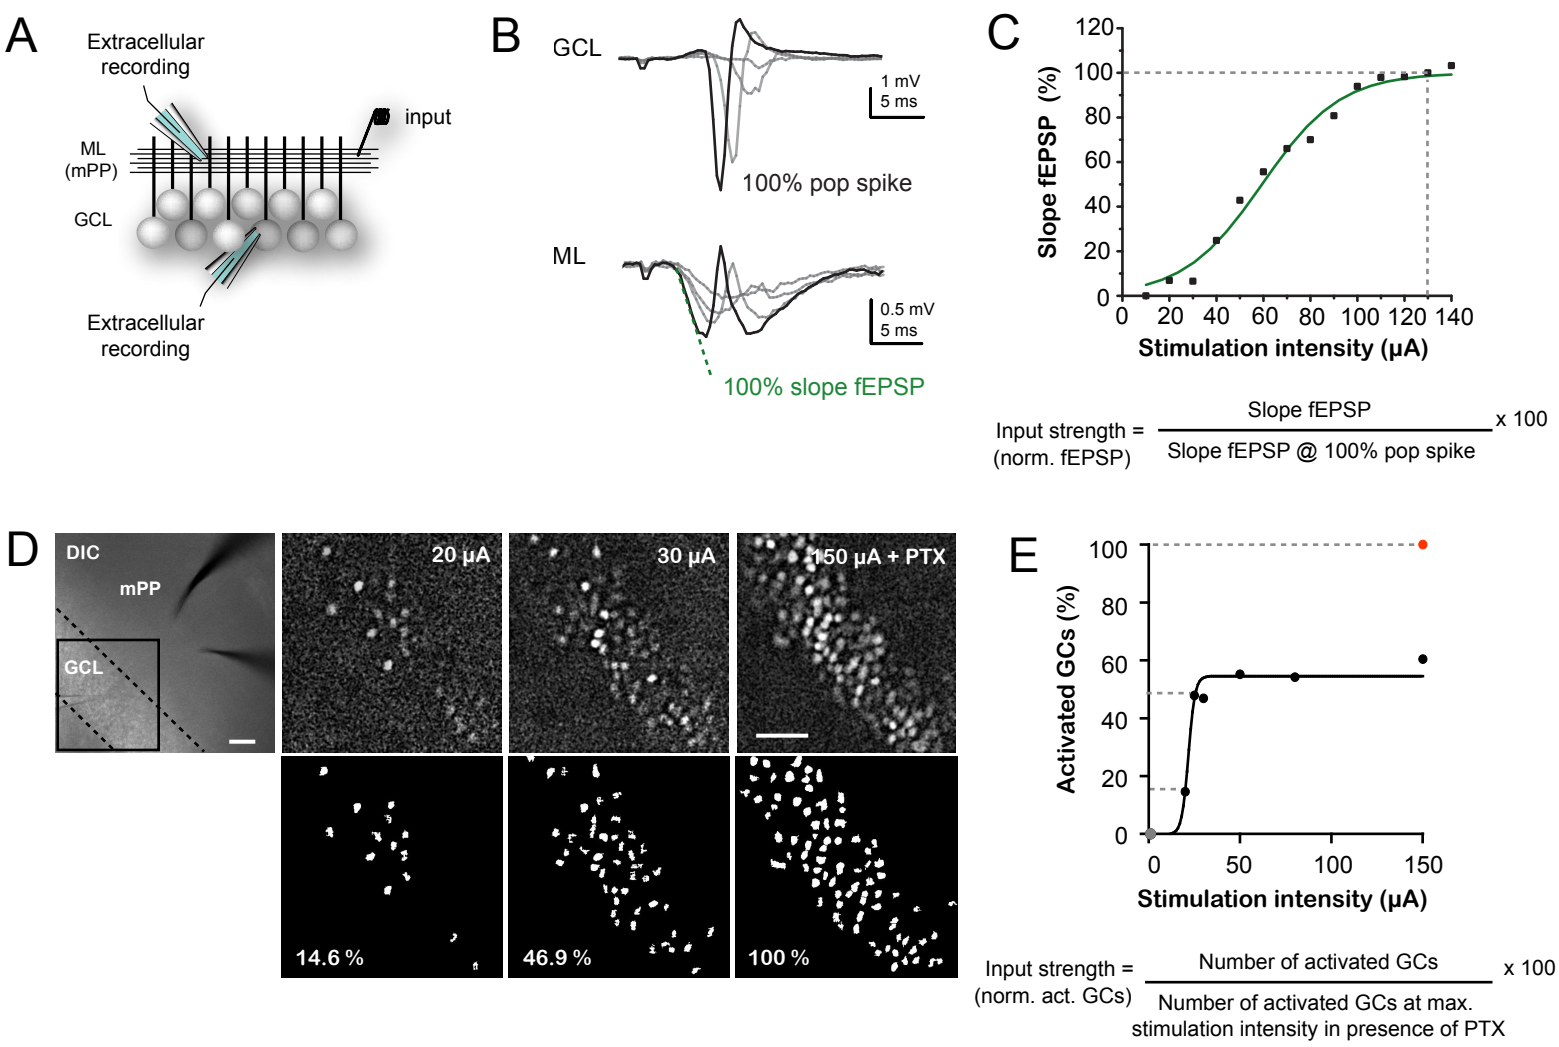 A
Extracellular
recording
input
ML
(mPP)
GCL
Extracellular
recording
B
GCL
1 mV
5 ms
100% pop spike
ML
0.5 mV
5 ms
100% slope fEPSP
C
Slope fEPSP (%)
120
100
80
60
40
20
0
0 20 40 60 80 100 120 140
Stimulation intensity (µA)
Input strength =
(norm. fEPSP)
Slope fEPSP
Slope fEPSP @ 100% pop spike
x 100
D
DIC
mPP
GCL
20 µA
30 µA
150 µA + PTX
14.6 %
46.9 %
100 %
E
Activated GCs (%)
100
80
60
40
20
0
0 50 100 150
Stimulation intensity (µA)
Input strength =
(norm. act. GCs)
Number of activated GCs
Number of activated GCs at max.
stimulation intensity in presence of PTX
x 100